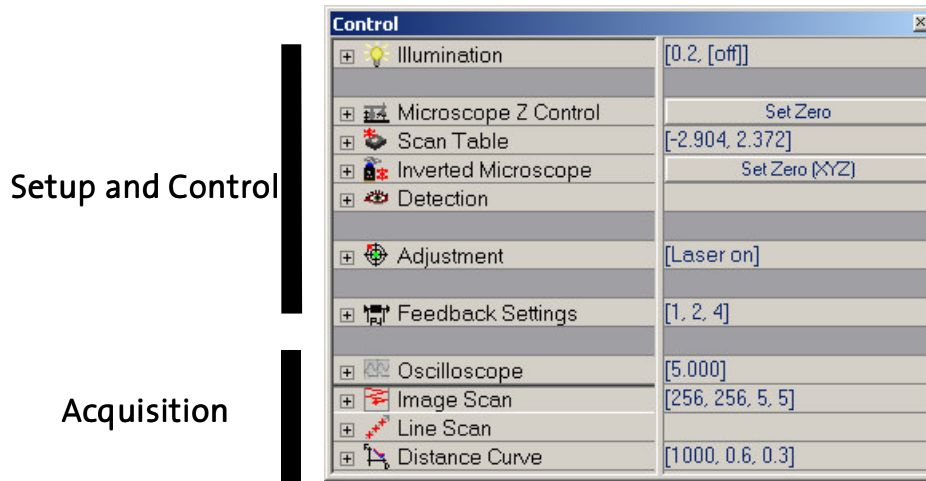 Control
Illumination [0.2, [off]]
Microscope Z Control Set Zero
Scan Table [-2.904, 2.372]
Inverted Microscope Set Zero (XYZ)
Setup and Control
Detection
Adjustment [Laser on]
Feedback Settings [1, 2, 4]
Oscilloscope [5.000]
Image Scan [256, 256, 5, 5]
Acquisition
Line Scan
Distance Curve [1000, 0.6, 0.3]